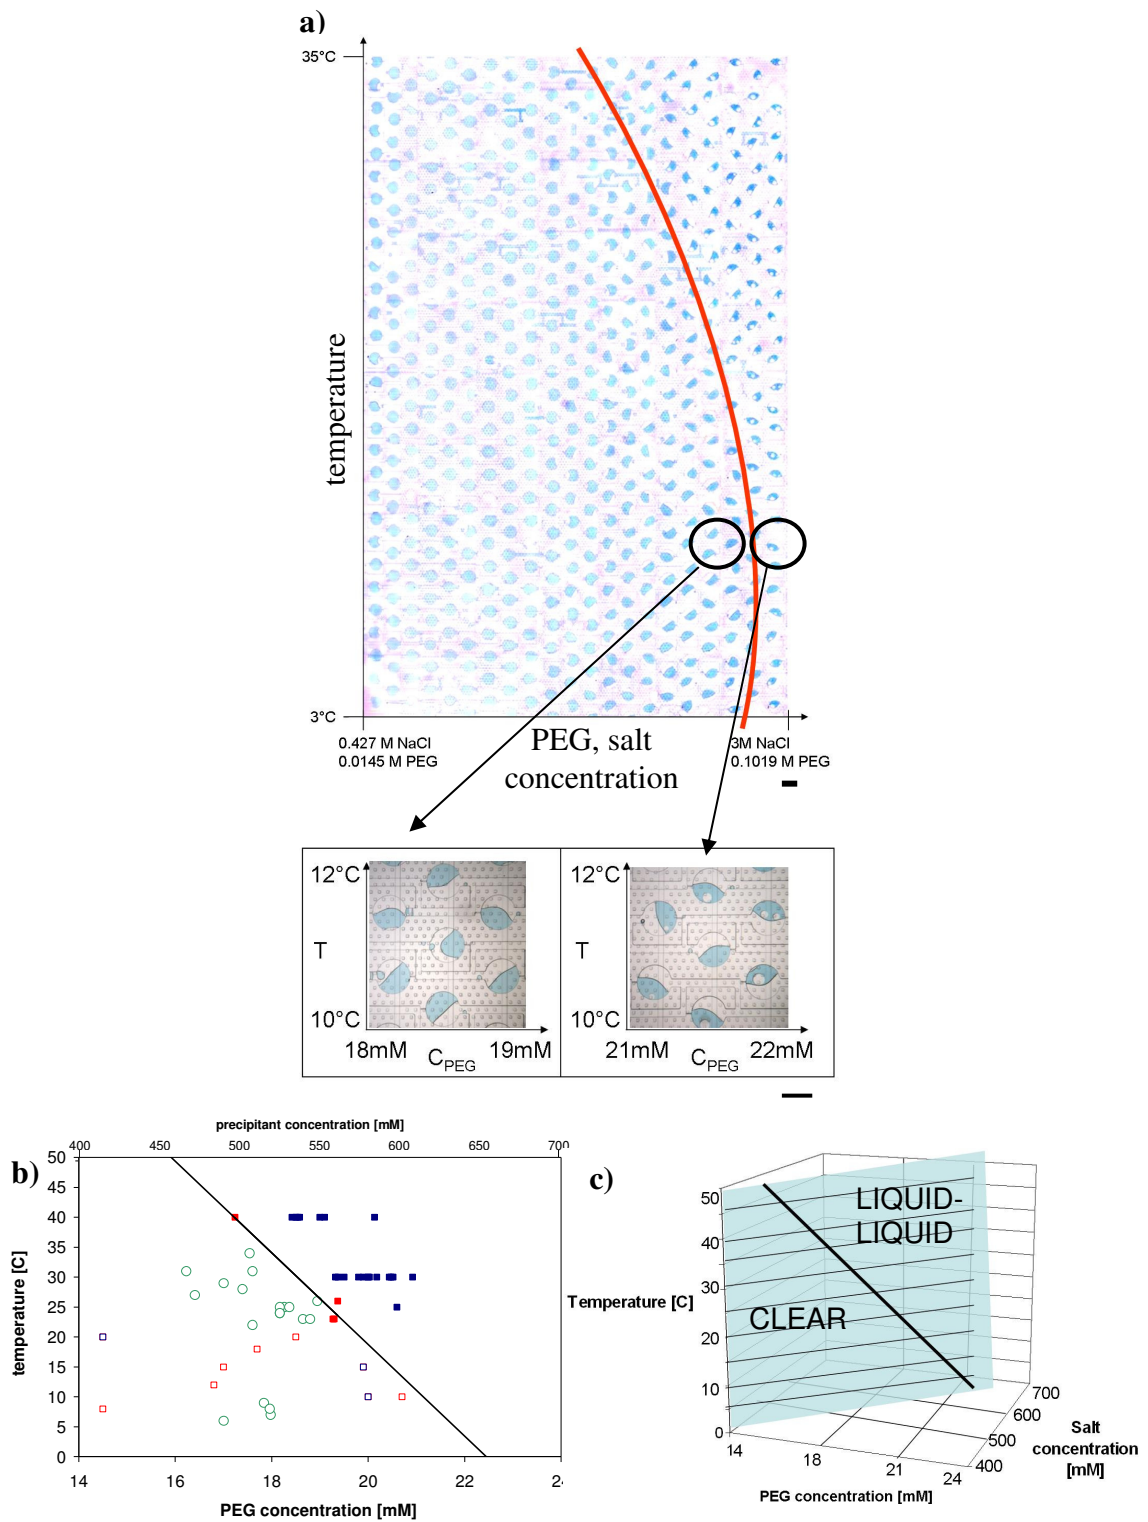 a)
35°C
temperature
3°C
0.427 M NaCl
0.0145 M PEG
PEG, salt
concentration
3M NaCl
0.1019 M PEG
12°C
T
10°C
18mM
C_PEG
19mM
12°C
T
10°C
21mM
C_PEG
22mM
b)
precipitant concentration [mM]
400 450 500 550 600 650 700
50
45
40
35
30
25
20
15
10
5
0
temperature [C]
14 16 18 20 22
PEG concentration [mM]
c)
LIQUID-
LIQUID
CLEAR
Temperature [C]
50
40
30
20
10
0
14
18
21
24
400
500
600
700
Salt
concentration
[mM]
PEG concentration [mM]